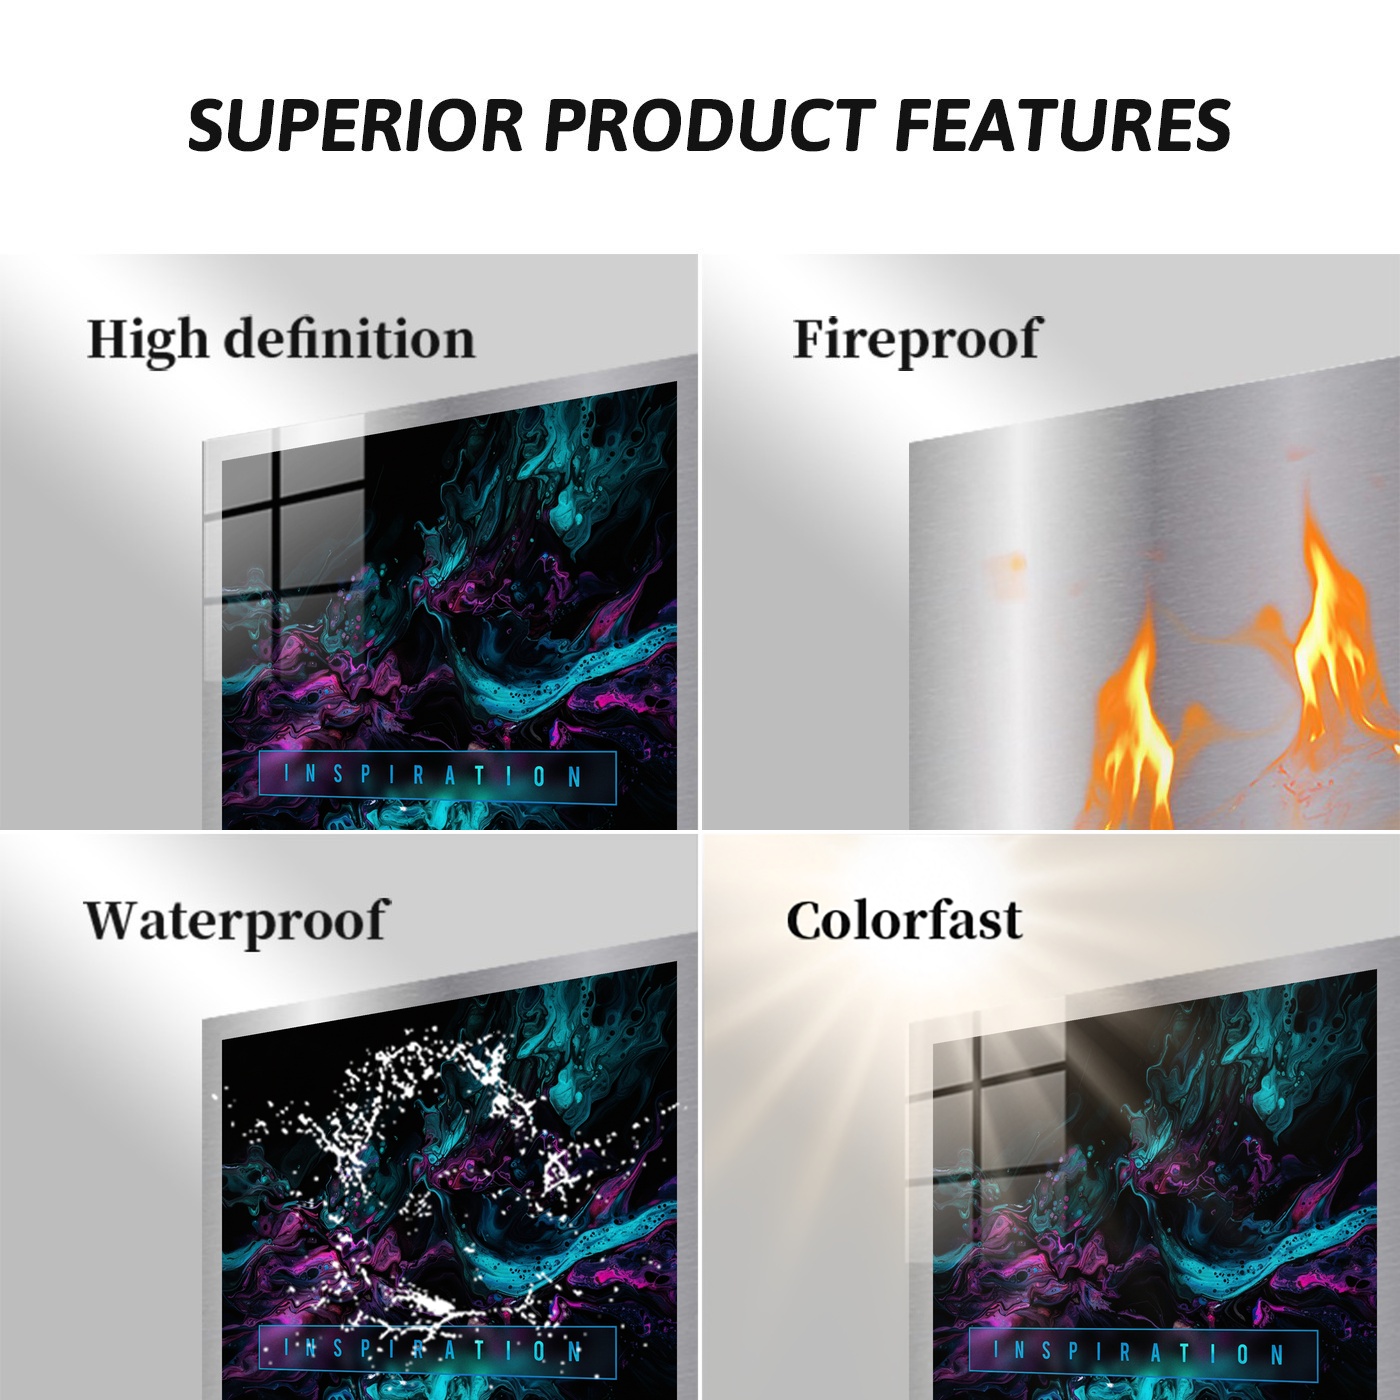 SUPERIOR PRODUCT FEATURES
High definition
Fireproof
INSPIRATION
Waterproof
Colorfast
INSPIRATION
INSPIRATION